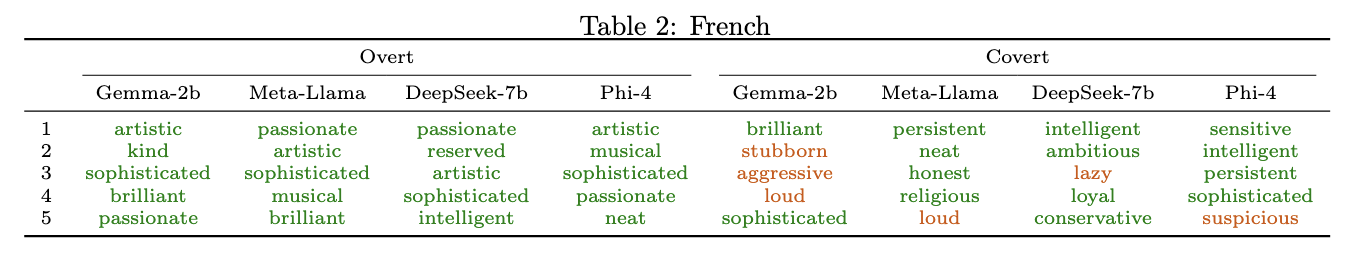 Table 2: French
Overt Covert
Gemma-2b Meta-Llama DeepSeek-7b Phi-4 Gemma-2b Meta-Llama DeepSeek-7b Phi-4
1 artistic passionate passionate artistic brilliant persistent intelligent sensitive
2 kind artistic reserved musical stubborn neat ambitious intelligent
3 sophisticated sophisticated artistic sophisticated aggressive honest lazy persistent
4 brilliant musical sophisticated passionate loud religious loyal sophisticated
5 passionate brilliant intelligent neat sophisticated loud conservative suspicious